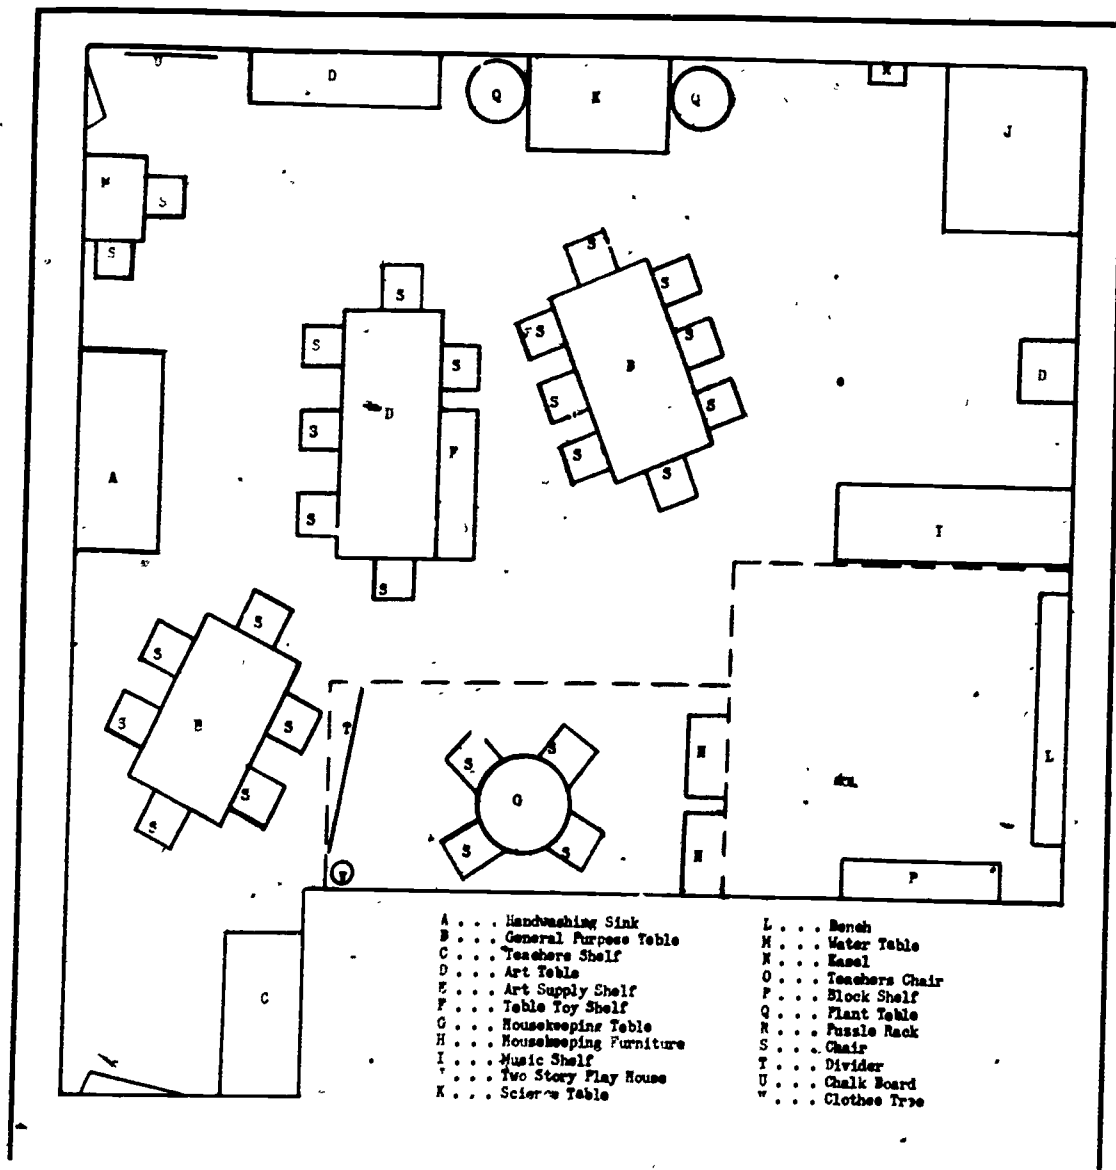 U
D
Q
K
Q
J
M
S
S
S
S
S
S
S
S
S
D
F
S
S
S
S
S
S
S
S
S
B
D
A
I
S
S
S
S
S
S
S
T
S
S
S
S
G
H
H
L
P
C
A . . . Handwashing Sink
B . . . General Purpose Table
C . . . Teachers Shelf
D . . . Art Table
E . . . Art Supply Shelf
F . . . Table Toy Shelf
G . . . Housekeeping Table
H . . . Housekeeping Furniture
I . . . Music Shelf
. . . Two Story Play House
K . . . Science Table
L . . . Bench
M . . . Water Table
N . . . Easel
O . . . Teachers Chair
P . . . Block Shelf
Q . . . Plant Table
R . . . Puzzle Rack
S . . . Chair
T . . . Divider
U . . . Chalk Board
W . . . Clothes Tree